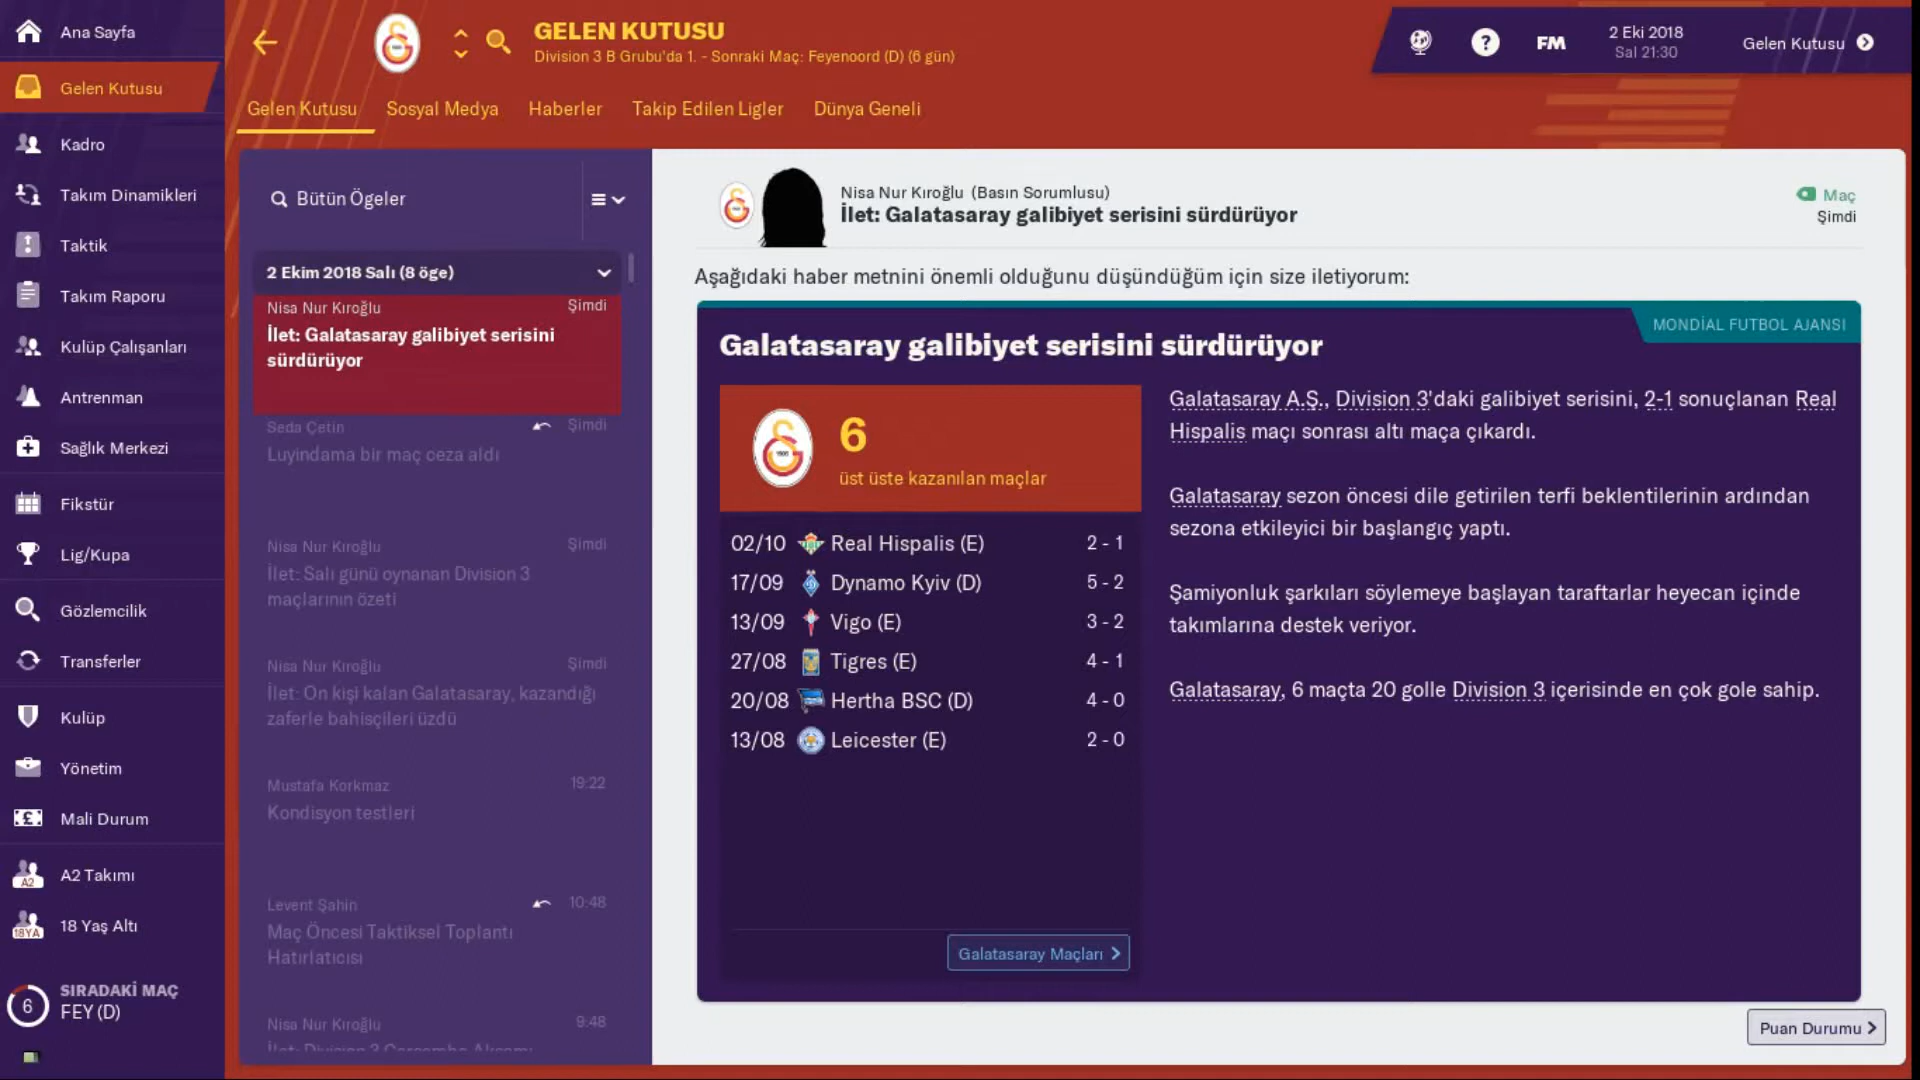 Ana Sayfa
Gelen Kutusu
Kadro
Takım Dinamikleri
Taktik
Takım Raporu
Kulüp Çalışanları
Antrenman
Sağlık Merkezi
Fikstür
Lig/Kupa
Gözlemcilik
Transferler
Kulüp
Yönetim
Mali Durum
A2
A2 Takımı
18YA
18 Yaş Altı
6
SIRADAKİ MAÇ
FEY (D)
GELEN KUTUSU
Division 3 B Grubu'da 1. - Sonraki Maç: Feyenoord (D) (6 gün)
FM
2 Eki 2018
Sal 21:30
Gelen Kutusu
Gelen Kutusu
Sosyal Medya
Haberler
Takip Edilen Ligler
Dünya Geneli
Bütün Ögeler
2 Ekim 2018 Salı (8 öge)
Nisa Nur Kıroğlu
Şimdi
İlet: Galatasaray galibiyet serisini
sürdürüyor
Seda Çetin
Şimdi
Luyindama bir maç ceza aldı
Nisa Nur Kıroğlu
Şimdi
İlet: Salı günü oynanan Division 3
maçlarının özeti
Nisa Nur Kıroğlu
Şimdi
İlet: On kişi kalan Galatasaray, kazandığı
zaferle bahisçileri üzdü
Mustafa Korkmaz
19:22
Kondisyon testleri
Levent Şahin
10:48
Maç Öncesi Taktiksel Toplantı
Hatırlatıcısı
Nisa Nur Kıroğlu
9:48
İlet: Division 3 Çarşamba Akşamı
Nisa Nur Kıroğlu (Basın Sorumlusu)
İlet: Galatasaray galibiyet serisini sürdürüyor
Maç
Şimdi
Aşağıdaki haber metnini önemli olduğunu düşündüğüm için size iletiyorum:
MONDİAL FUTBOL AJANSI
Galatasaray galibiyet serisini sürdürüyor
6
üst üste kazanılan maçlar
02/10 Real Hispalis (E) 2 - 1
17/09 Dynamo Kyiv (D) 5 - 2
13/09 Vigo (E) 3 - 2
27/08 Tigres (E) 4 - 1
20/08 Hertha BSC (D) 4 - 0
13/08 Leicester (E) 2 - 0
Galatasaray Maçları
Galatasaray A.Ş., Division 3'daki galibiyet serisini, 2-1 sonuçlanan Real
Hispalis maçı sonrası altı maça çıkardı.
Galatasaray sezon öncesi dile getirilen terfi beklentilerinin ardından
sezona etkileyici bir başlangıç yaptı.
Şamiyonluk şarkıları söylemeye başlayan taraftarlar heyecan içinde
takımlarına destek veriyor.
Galatasaray, 6 maçta 20 golle Division 3 içerisinde en çok gole sahip.
Puan Durumu